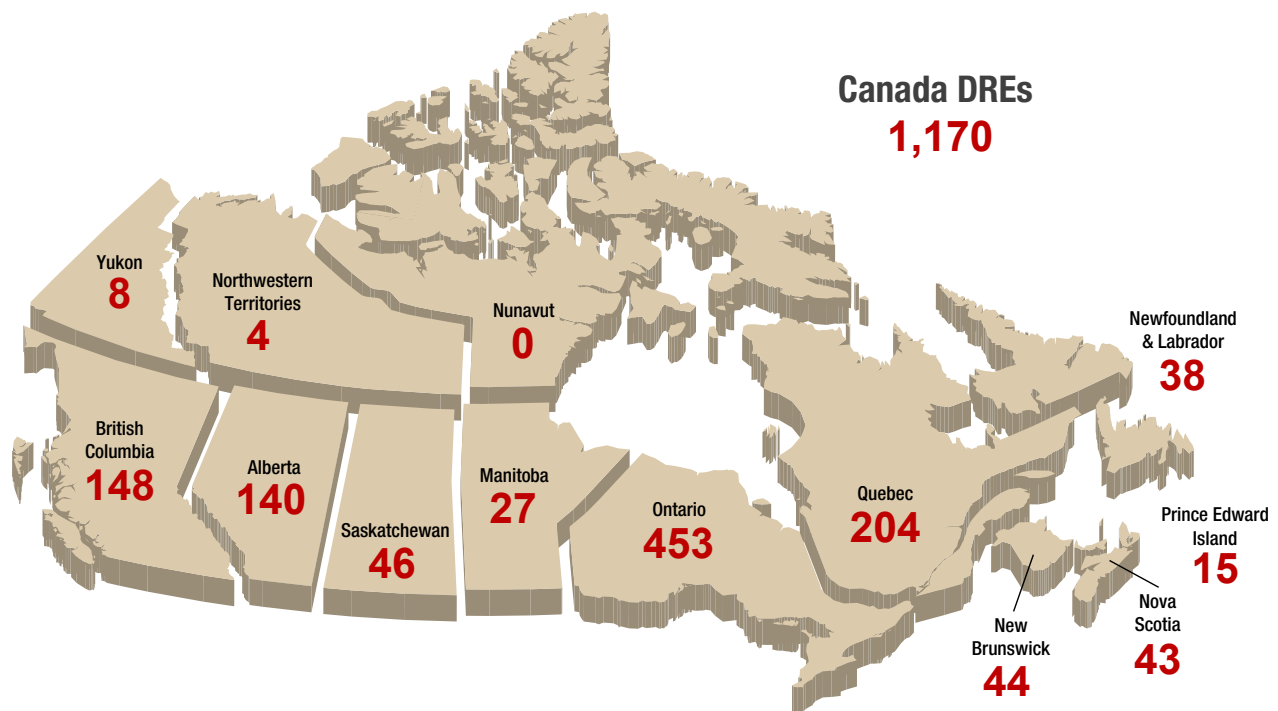 Canada DREs
1,170
Yukon
8
Northwestern
Territories
4
Nunavut
0
Newfoundland
& Labrador
38
British
Columbia
148
Alberta
140
Saskatchewan
46
Manitoba
27
Ontario
453
Quebec
204
Prince Edward
Island
15
Nova
Scotia
43
New
Brunswick
44